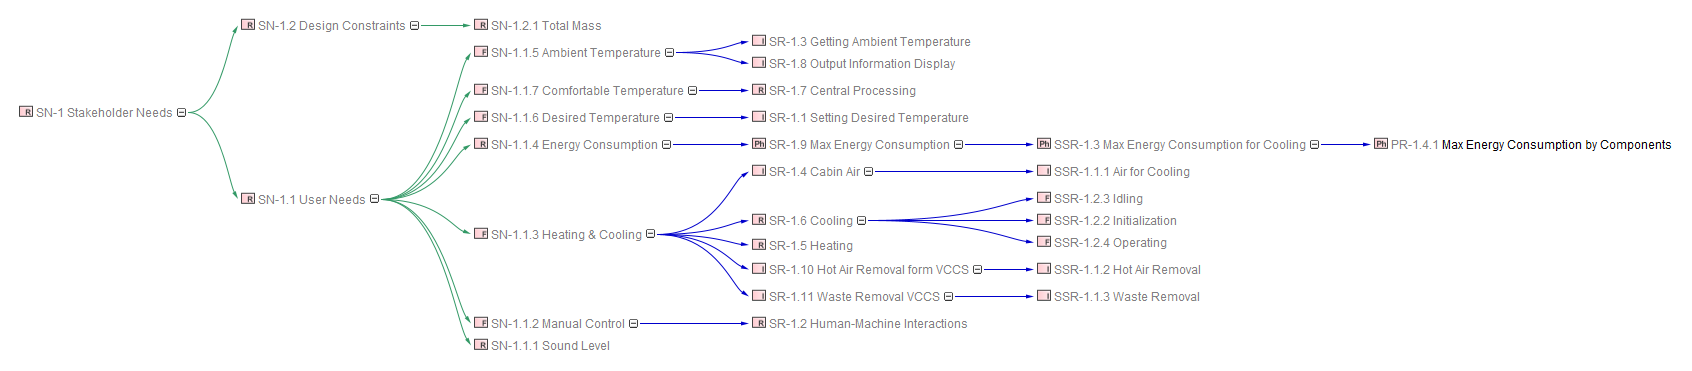 R SN-1 Stakeholder Needs
R SN-1.2 Design Constraints
R SN-1.2.1 Total Mass
R SN-1.1 User Needs
F SN-1.1.5 Ambient Temperature
I SR-1.3 Getting Ambient Temperature
I SR-1.8 Output Information Display
F SN-1.1.7 Comfortable Temperature
R SR-1.7 Central Processing
F SN-1.1.6 Desired Temperature
I SR-1.1 Setting Desired Temperature
R SN-1.1.4 Energy Consumption
Ph SR-1.9 Max Energy Consumption
Ph SSR-1.3 Max Energy Consumption for Cooling
Ph PR-1.4.1 Max Energy Consumption by Components
F SN-1.1.3 Heating & Cooling
I SR-1.4 Cabin Air
I SSR-1.1.1 Air for Cooling
R SR-1.6 Cooling
F SSR-1.2.3 Idling
F SSR-1.2.2 Initialization
F SSR-1.2.4 Operating
R SR-1.5 Heating
I SR-1.10 Hot Air Removal form VCCS
I SSR-1.1.2 Hot Air Removal
I SR-1.11 Waste Removal VCCS
I SSR-1.1.3 Waste Removal
F SN-1.1.2 Manual Control
R SR-1.2 Human-Machine Interactions
R SN-1.1.1 Sound Level